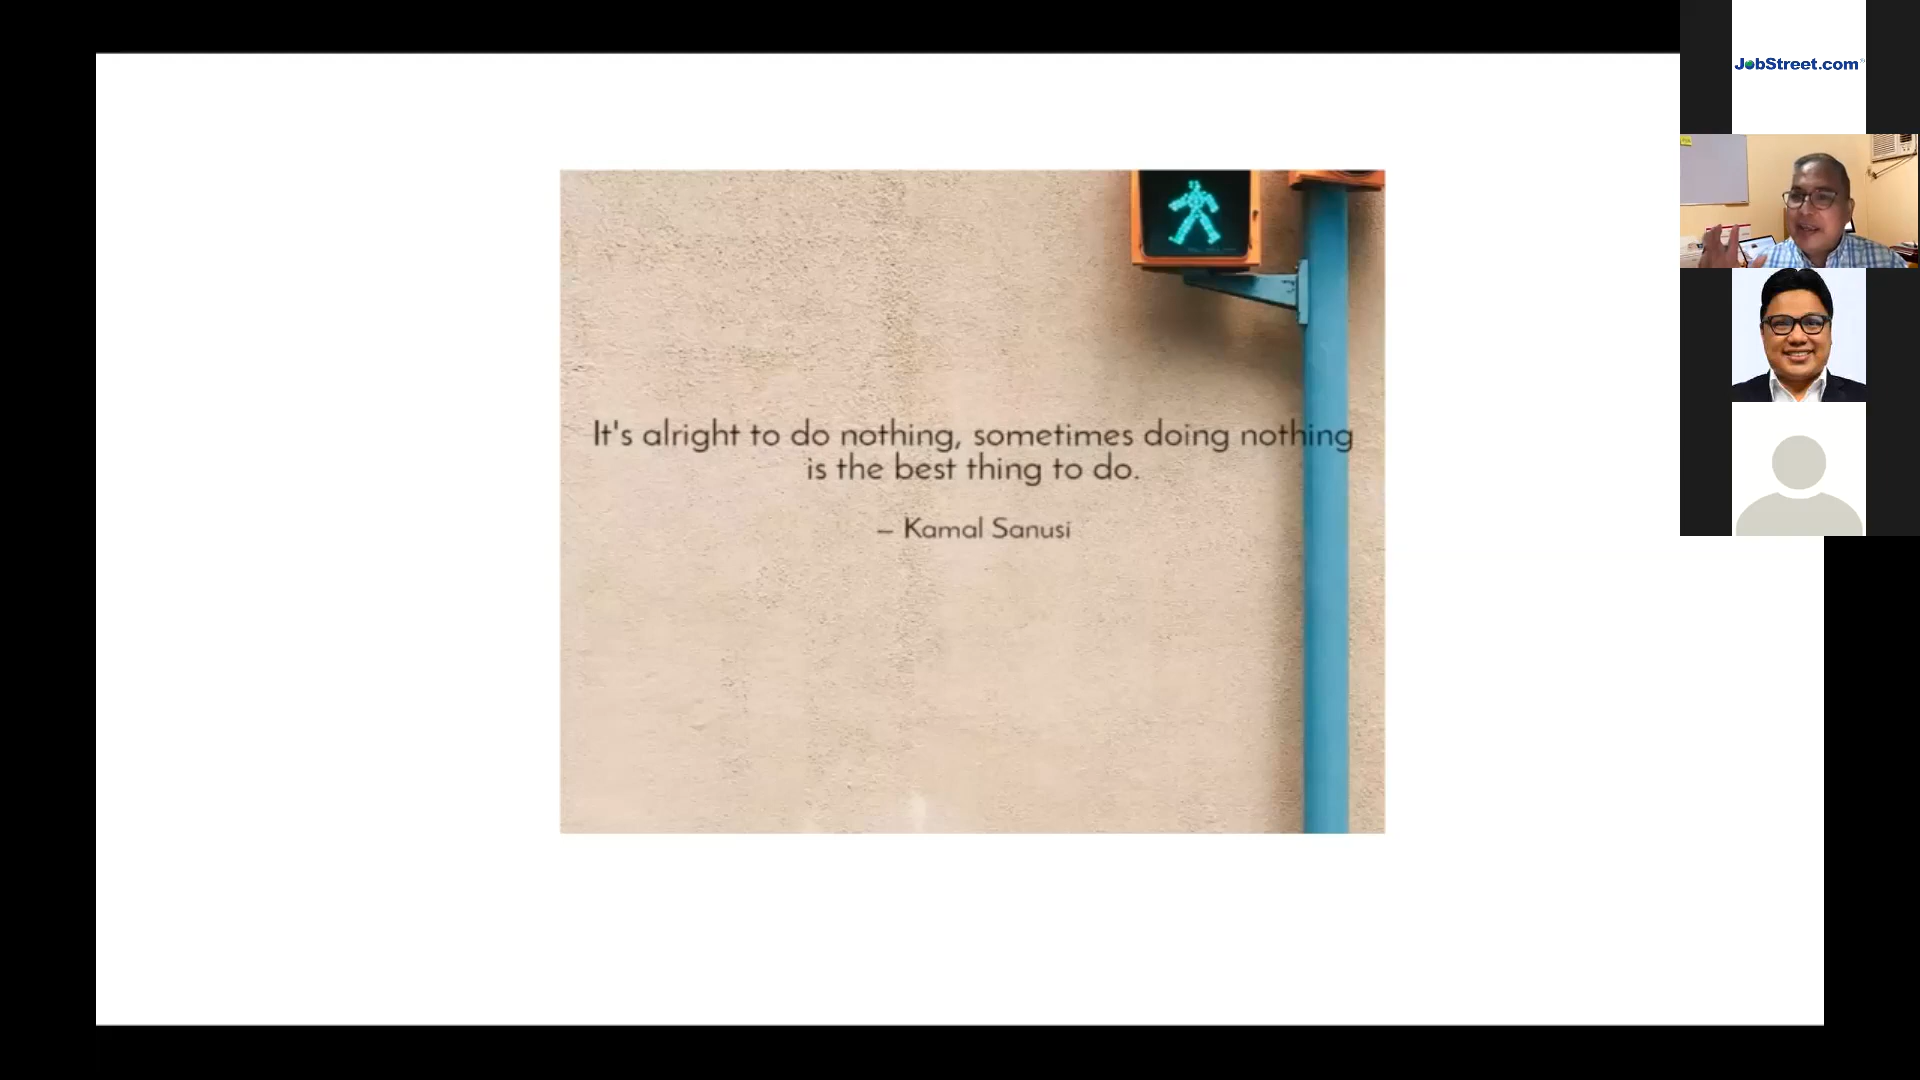 JobStreet.com
It's alright to do nothing, sometimes doing nothing
is the best thing to do.
– Kamal Sanusi